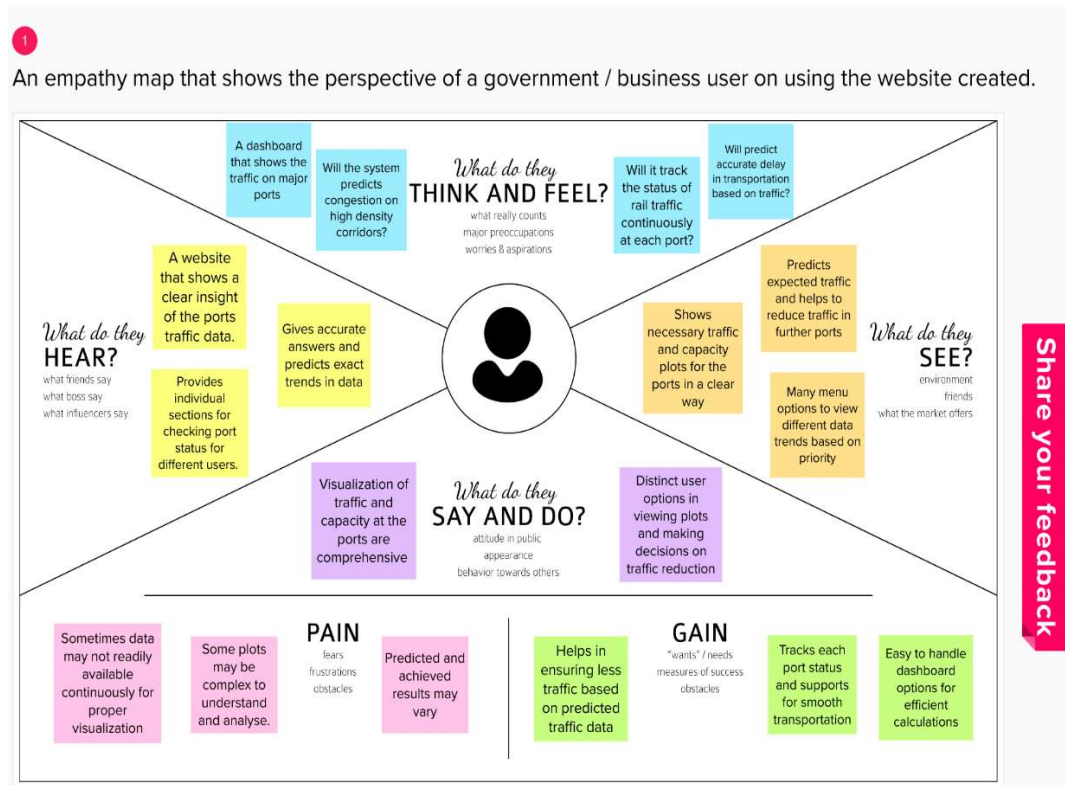 1
An empathy map that shows the perspective of a government / business user on using the website created.
A dashboard
that shows the
traffic on major
ports
Will the system
predicts
congestion on
high density
corridors?
What do they
THINK AND FEEL?
what really counts
major preoccupations
worries & aspirations
Will it track
the status of
rail traffic
continuously
at each port?
Will predict
accurate delay
in transportation
based on traffic?
What do they
HEAR?
what friends say
what boss say
what influencers say
A website
that shows a
clear insight
of the ports
traffic data.
Gives accurate
answers and
predicts exact
trends in data
Provides
individual
sections for
checking port
status for
different users.
Shows
necessary traffic
and capacity
plots for the
ports in a clear
way
Predicts
expected traffic
and helps to
reduce traffic in
further ports
Many menu
options to view
different data
trends based on
priority
What do they
SEE?
environment
friends
what the market offers
Visualization of
traffic and
capacity at the
ports are
comprehensive
What do they
SAY AND DO?
attitude in public
appearance
behavior towards others
Distinct user
options in
viewing plots
and making
decisions on
traffic reduction
PAIN
fears
frustrations
obstacles
Sometimes data
may not readily
available
continuously for
proper
visualization
Some plots
may be
complex to
understand
and analyse.
Predicted and
achieved
results may
vary
GAIN
"wants" / needs
measures of success
obstacles
Helps in
ensuring less
traffic based
on predicted
traffic data
Tracks each
port status
and supports
for smooth
transportation
Easy to handle
dashboard
options for
efficient
calculations
Share your feedback